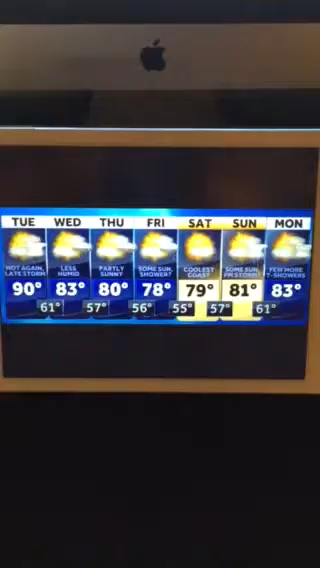 TUE WED THU FRI SAT SUN MON
HOT AGAIN, LATE STORM
LESS HUMID
PARTLY SUNNY
SOME SUN, SHOWER?
COOLEST COAST
SOME SUN, PM STORM?
FEW MORE T-SHOWERS
90° 83° 80° 78° 79° 81° 83°
61° 57° 56° 55° 57° 61°